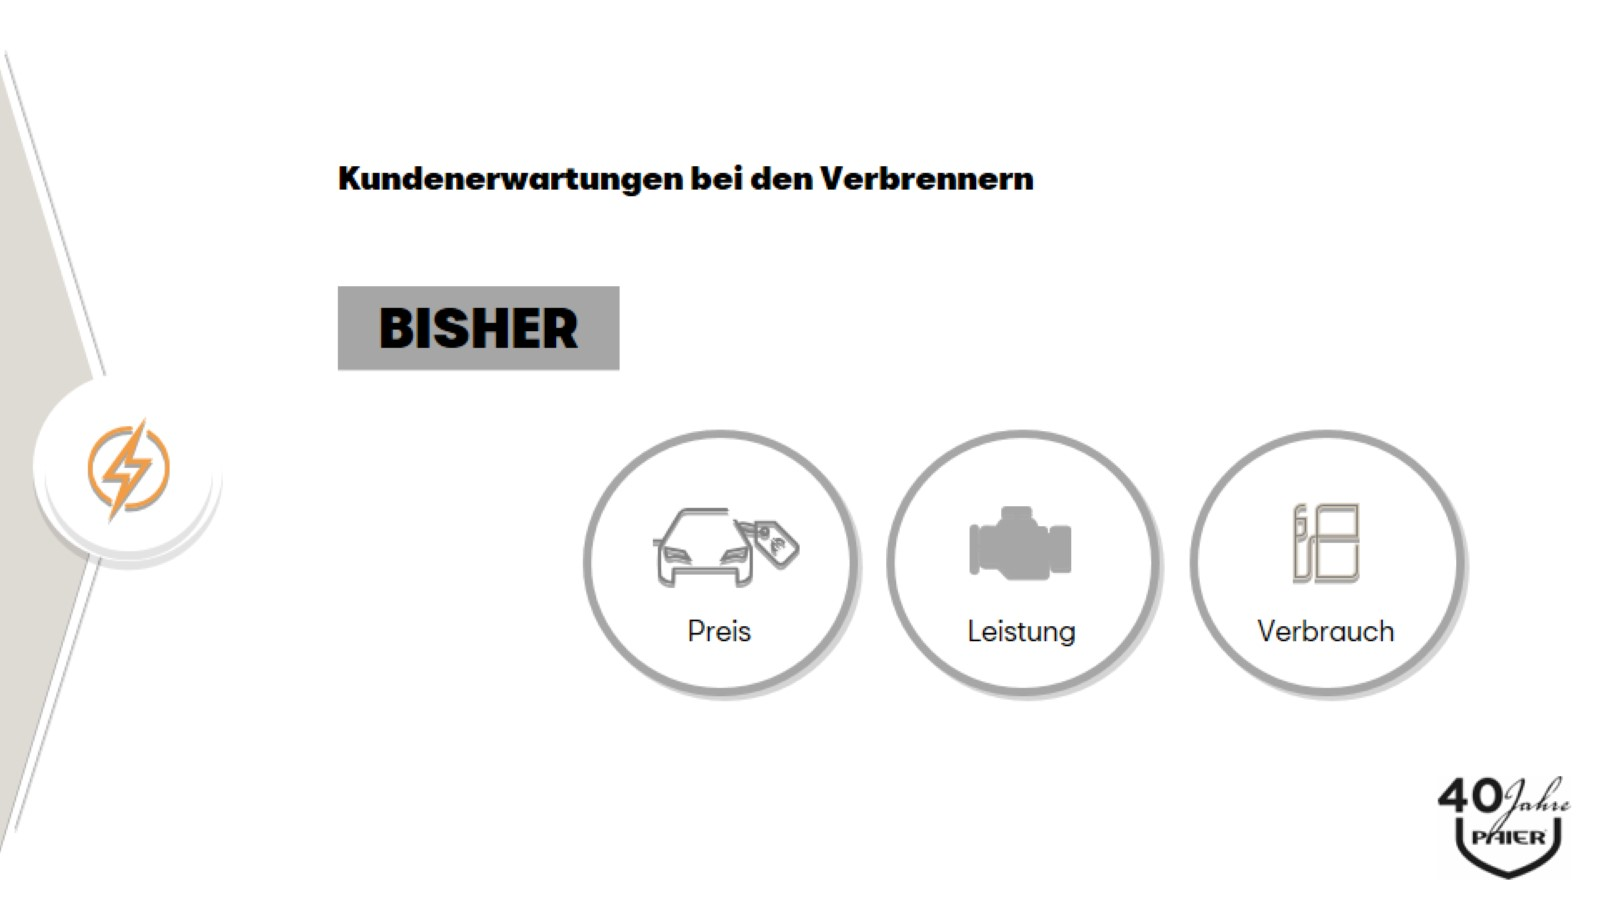 Kundenerwartungen bei den Verbrennern
BISHER
Preis
Leistung
Verbrauch
40 Jahre
PAIER